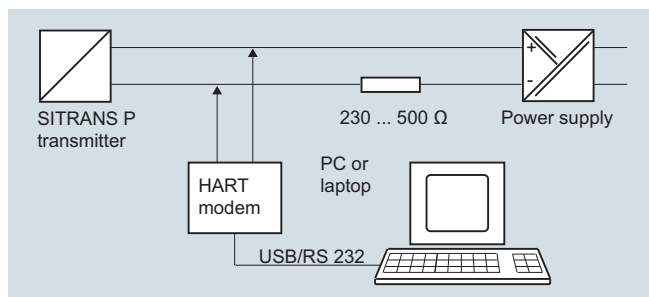 +
-
SITRANS P
transmitter
230 ... 500 Ω
Power supply
HART
modem
PC or
laptop
USB/RS 232